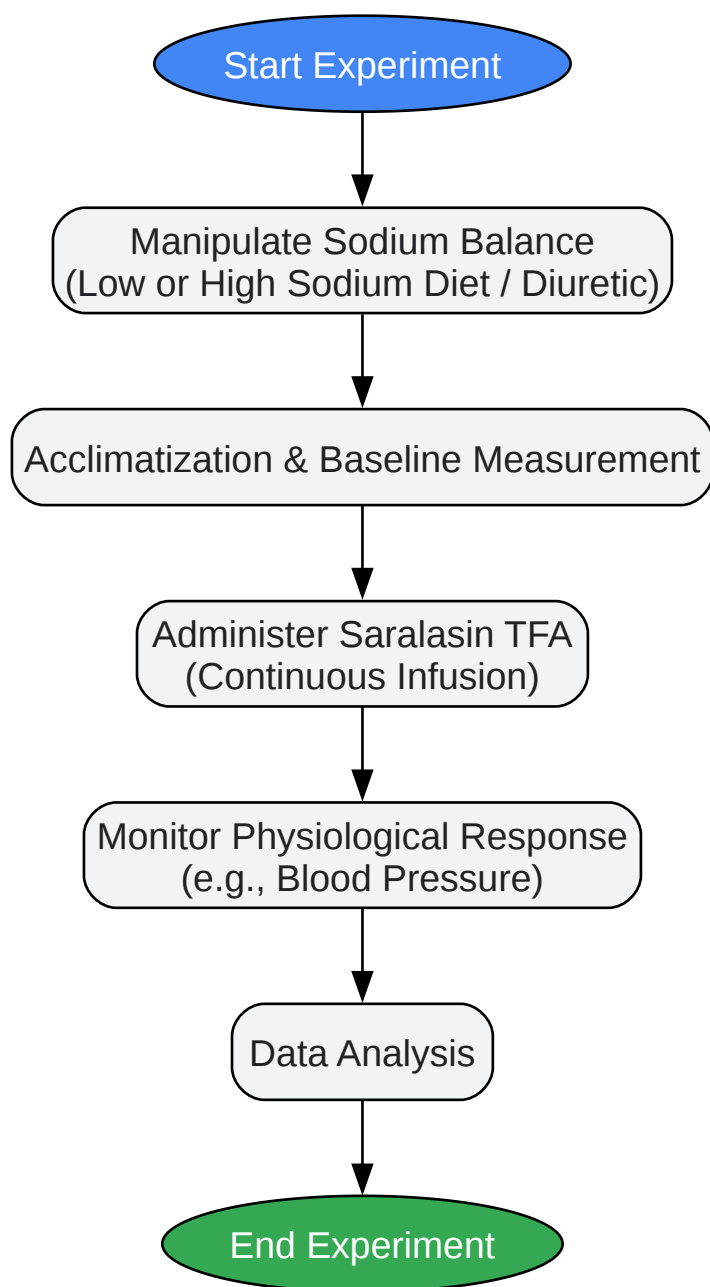 Start Experiment
Manipulate Sodium Balance
(Low or High Sodium Diet / Diuretic)
Acclimatization & Baseline Measurement
Administer Saralasin TFA
(Continuous Infusion)
Monitor Physiological Response
(e.g., Blood Pressure)
Data Analysis
End Experiment